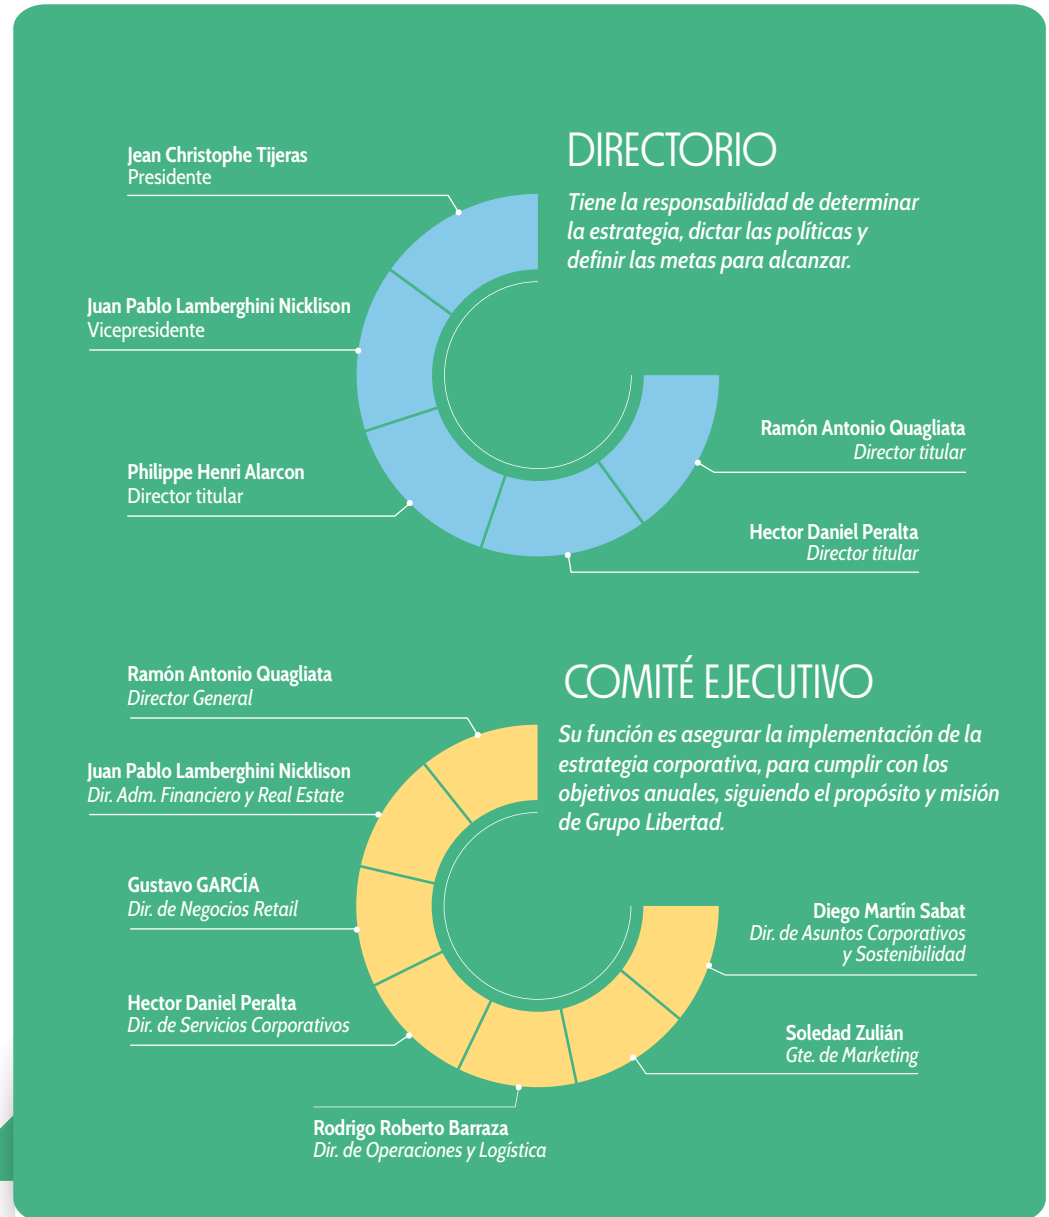 DIRECTORIO
Tiene la responsabilidad de determinar
la estrategia, dictar las políticas y
definir las metas para alcanzar.
Jean Christophe Tijeras
Presidente
Juan Pablo Lamberghini Nicklison
Vicepresidente
Philippe Henri Alarcon
Director titular
Hector Daniel Peralta
Director titular
Ramón Antonio Quagliata
Director titular
COMITÉ EJECUTIVO
Su función es asegurar la implementación de la
estrategia corporativa, para cumplir con los
objetivos anuales, siguiendo el propósito y misión
de Grupo Libertad.
Ramón Antonio Quagliata
Director General
Juan Pablo Lamberghini Nicklison
Dir. Adm. Financiero y Real Estate
Gustavo GARCÍA
Dir. de Negocios Retail
Hector Daniel Peralta
Dir. de Servicios Corporativos
Rodrigo Roberto Barraza
Dir. de Operaciones y Logística
Soledad Zulián
Gte. de Marketing
Diego Martín Sabat
Dir. de Asuntos Corporativos
y Sostenibilidad